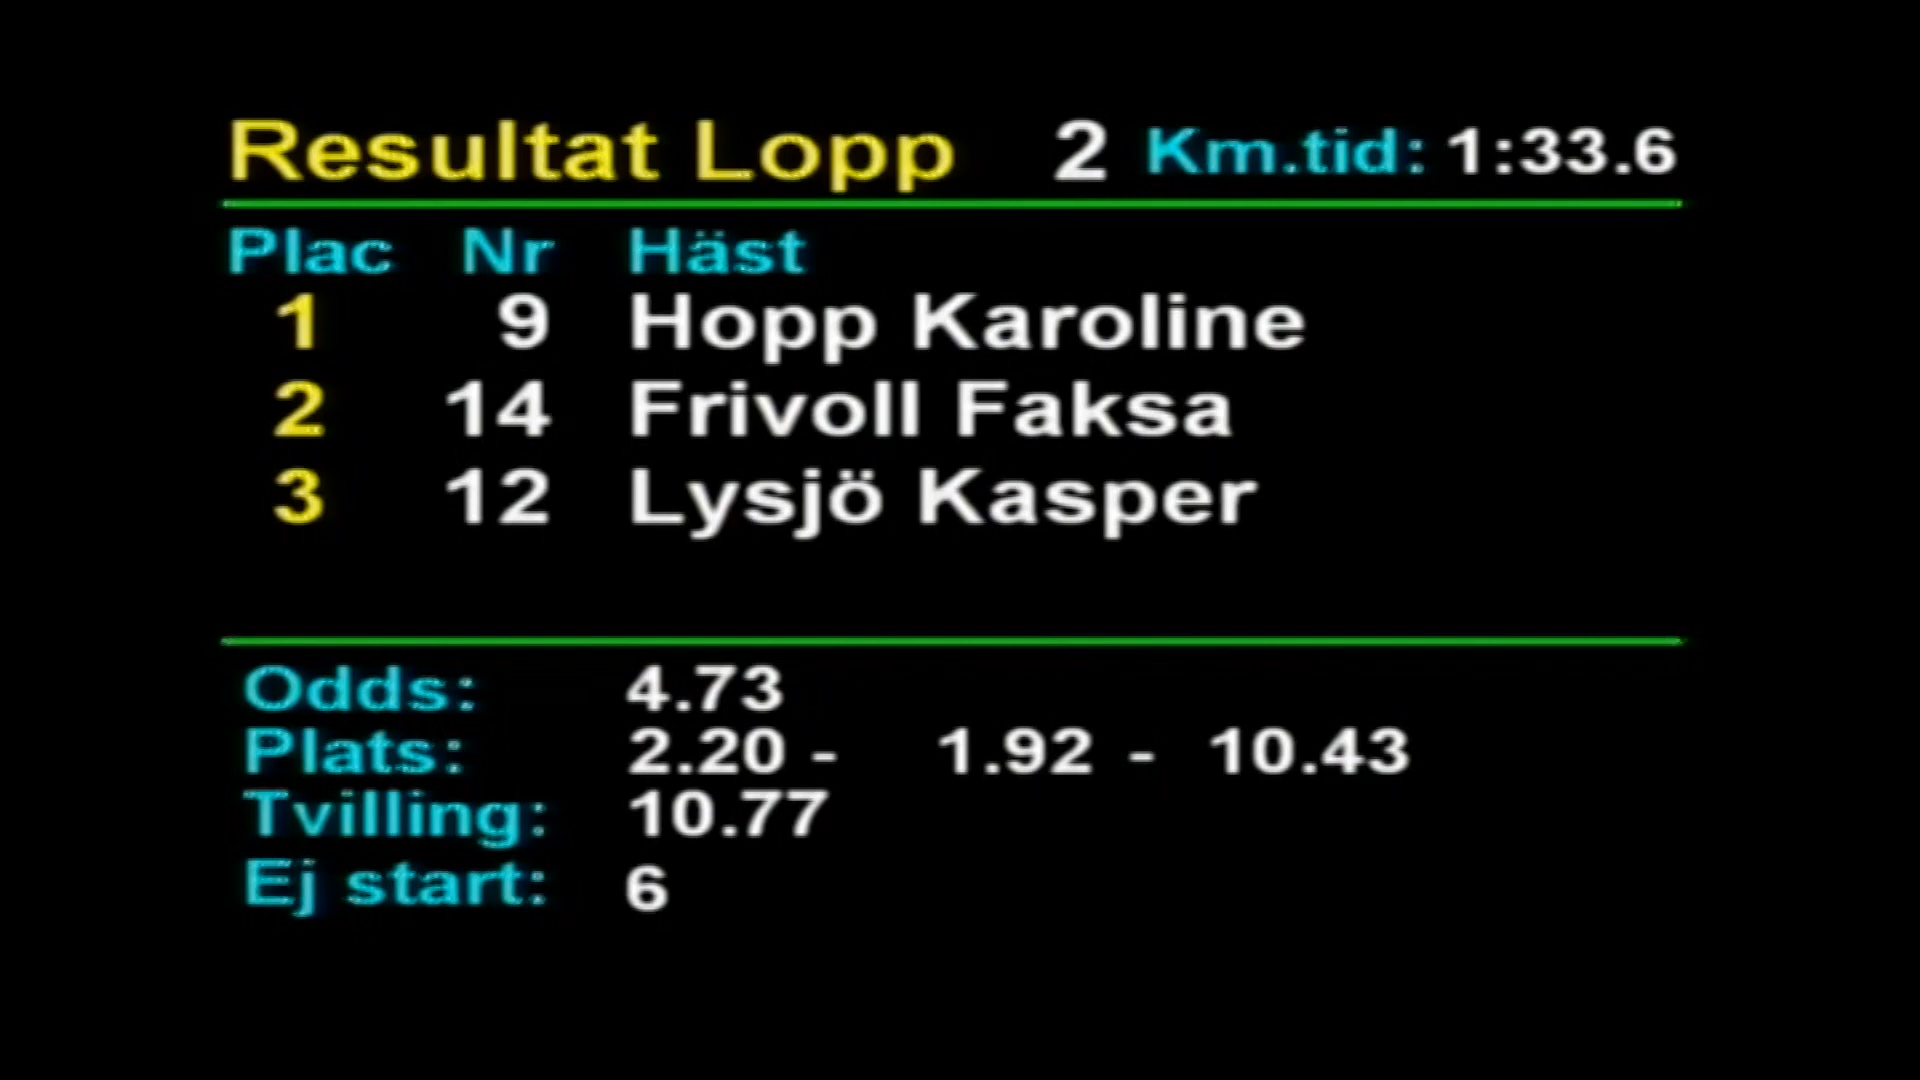 Resultat Lopp 2 Km.tid: 1:33.6
Plac Nr Häst
1 9 Hopp Karoline
2 14 Frivoll Faksa
3 12 Lysjö Kasper
Odds: 4.73
Plats: 2.20 - 1.92 - 10.43
Tvilling: 10.77
Ej start: 6